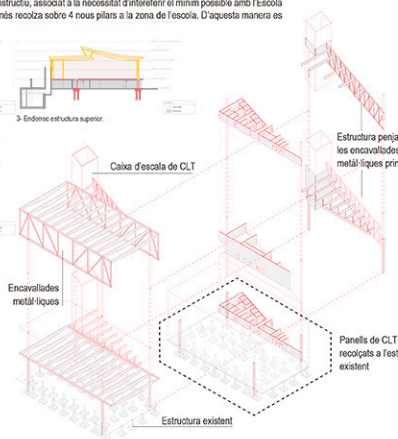 nstructiu, associat a la necessitat d'intereferir el mínim possible amb l'Escola
més recolza sobre 4 nous pilars a la zona de l'escola. D'aquesta manera es
3- Enderroc estructura superior.
Caixa d'escala de CLT
Estructura penja
les encavallades
metàl·liques prin
Encavallades
metàl·liques
Panells de CLT
recolçats a l'est
existent
Estructura existent